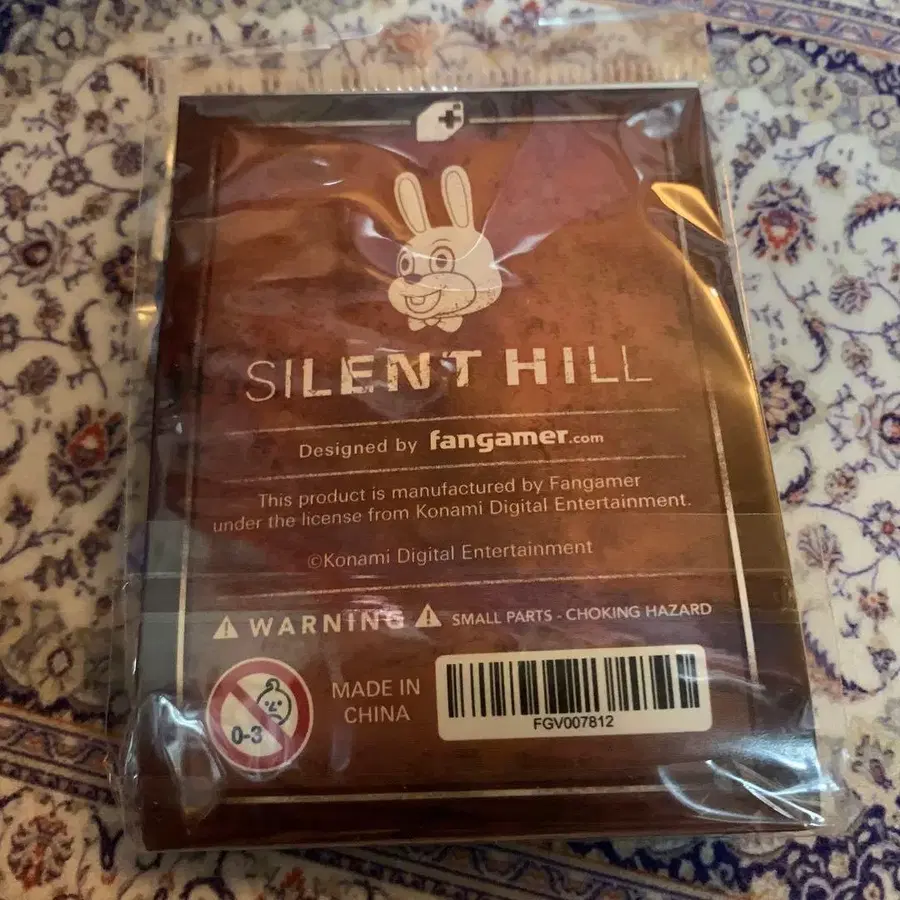 SILENT HILL
Designed by fangamer.com
This product is manufactured by Fangamer
under the license from Konami Digital Entertainment.
©Konami Digital Entertainment
WARNING SMALL PARTS - CHOKING HAZARD
0-3
MADE IN
CHINA
FGV007812